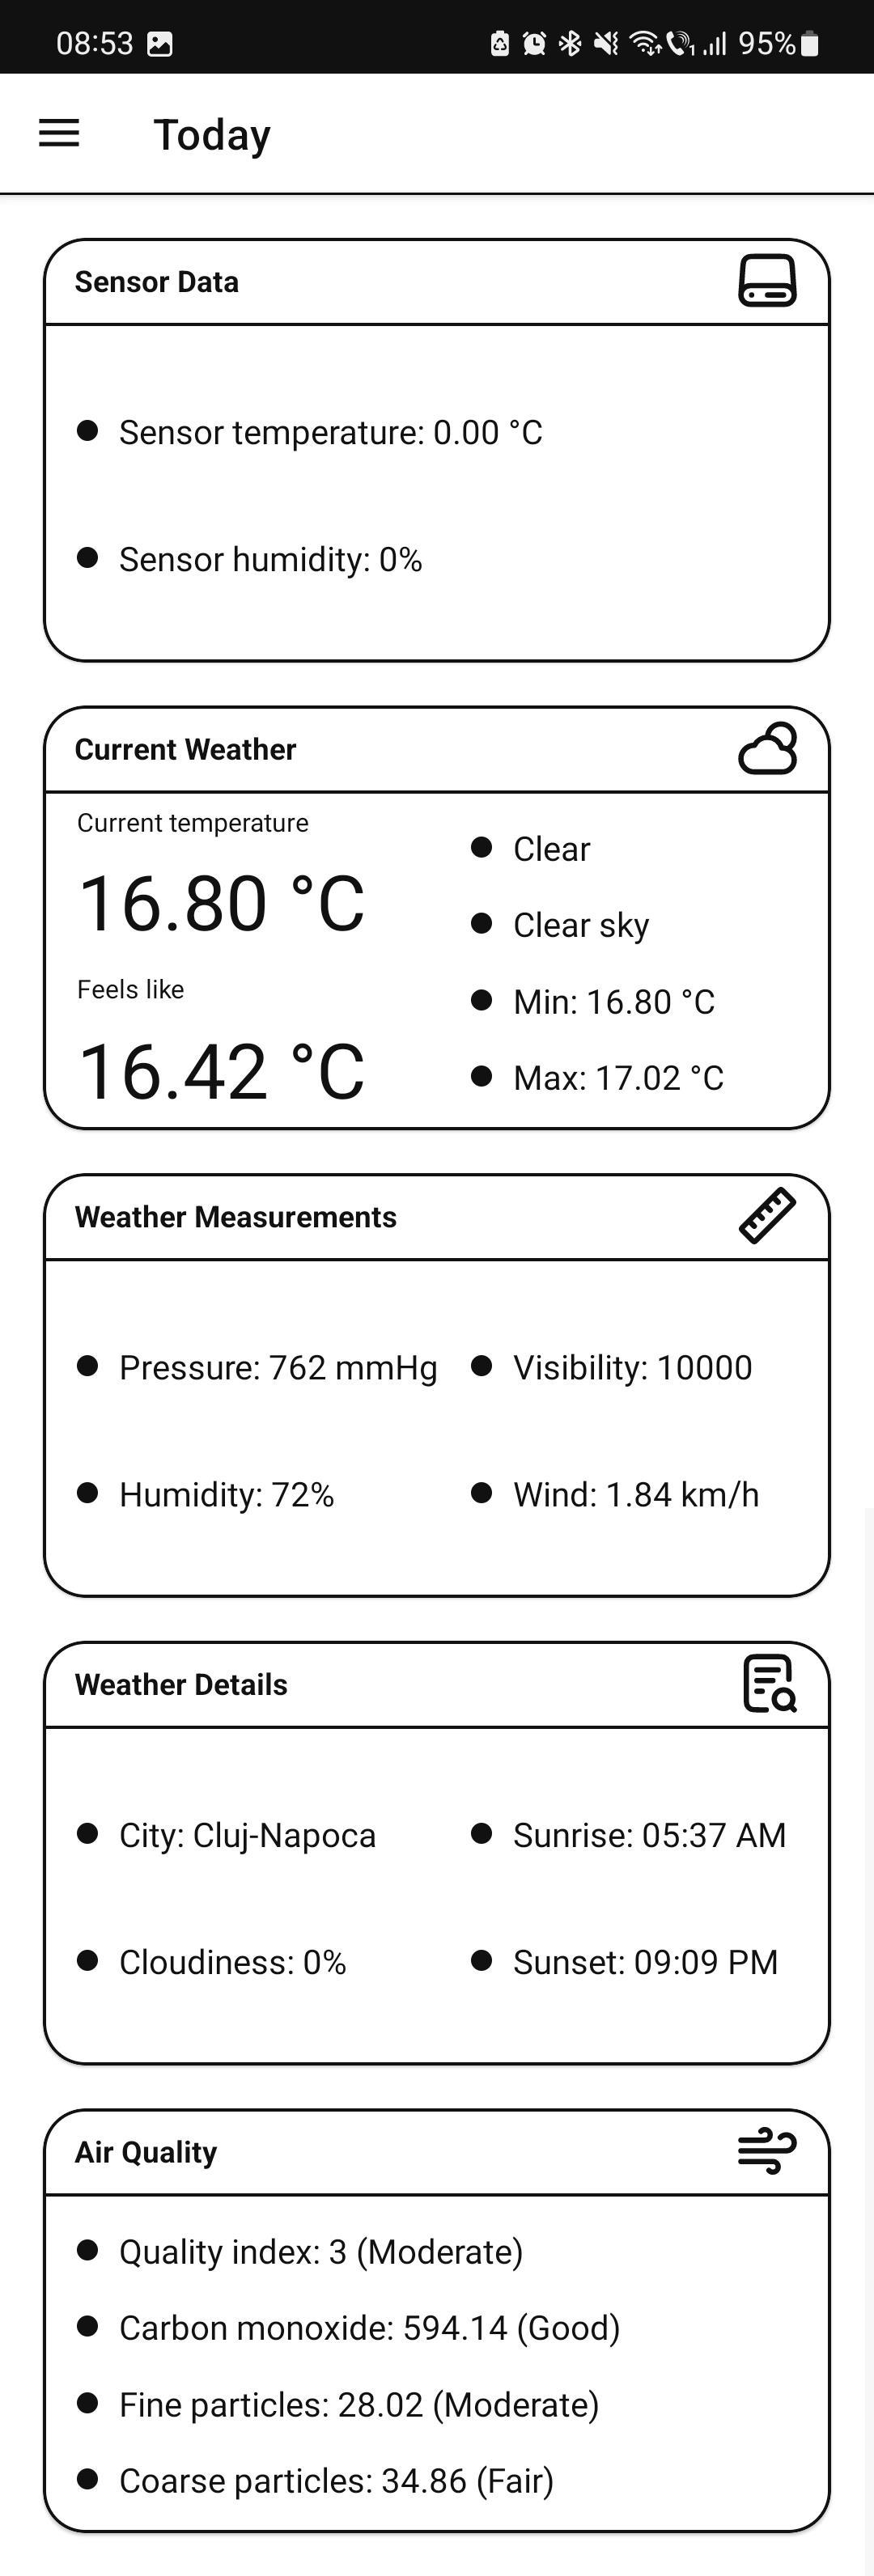 08:53 95%
Today
Sensor Data
Sensor temperature: 0.00 °C
Sensor humidity: 0%
Current Weather
Current temperature
16.80 °C
Feels like
16.42 °C
Clear
Clear sky
Min: 16.80 °C
Max: 17.02 °C
Weather Measurements
Pressure: 762 mmHg
Humidity: 72%
Visibility: 10000
Wind: 1.84 km/h
Weather Details
City: Cluj-Napoca
Cloudiness: 0%
Sunrise: 05:37 AM
Sunset: 09:09 PM
Air Quality
Quality index: 3 (Moderate)
Carbon monoxide: 594.14 (Good)
Fine particles: 28.02 (Moderate)
Coarse particles: 34.86 (Fair)